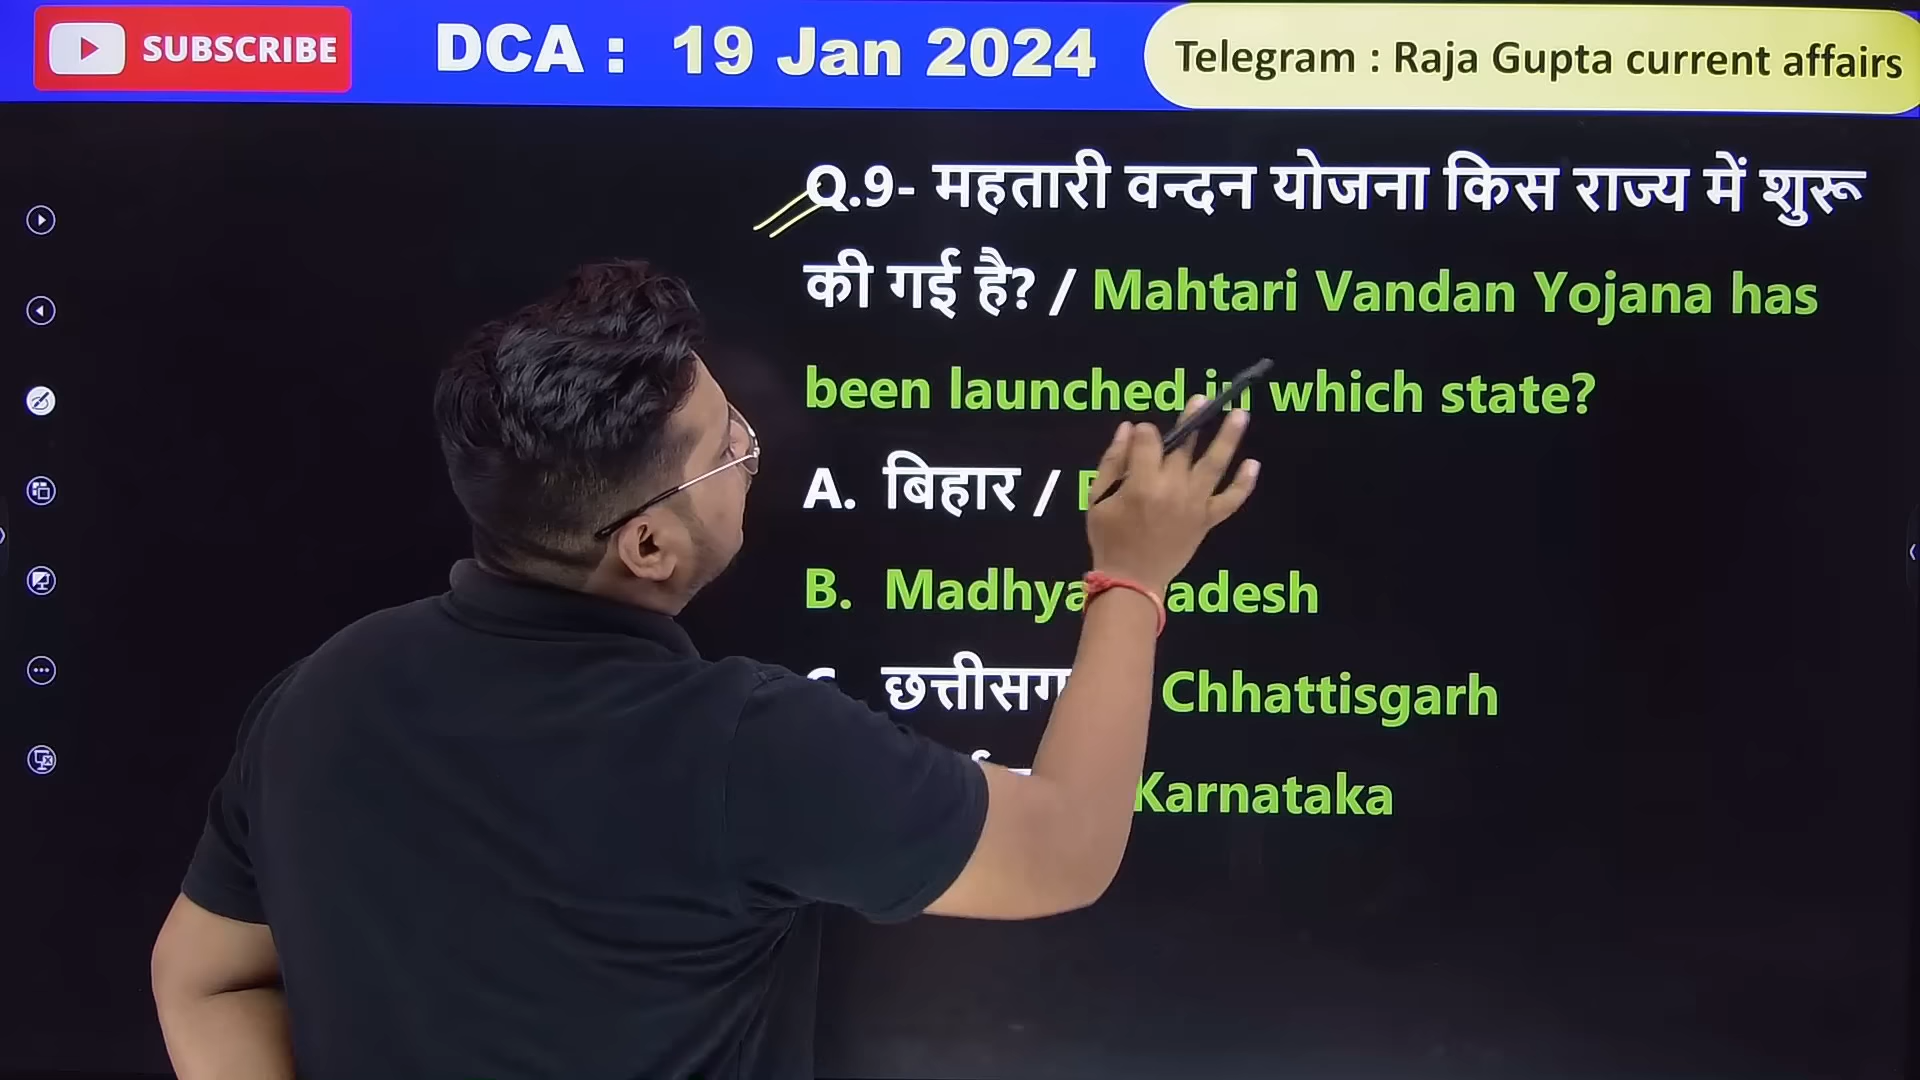 SUBSCRIBE
DCA : 19 Jan 2024
Telegram : Raja Gupta current affairs
Q.9- महतारी वन्दन योजना किस राज्य में शुरू
की गई है? / Mahtari Vandan Yojana has
been launched in which state?
A. बिहार /
B. Madhya
छत्तीसग Chhattisgarh
Karnataka